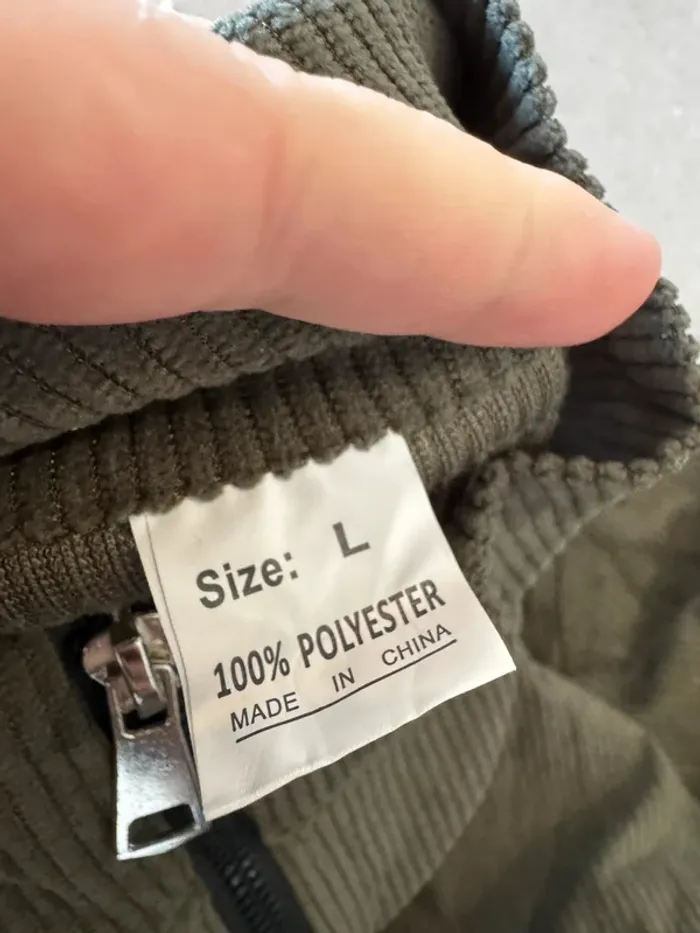 Size: L
100% POLYESTER
MADE IN CHINA